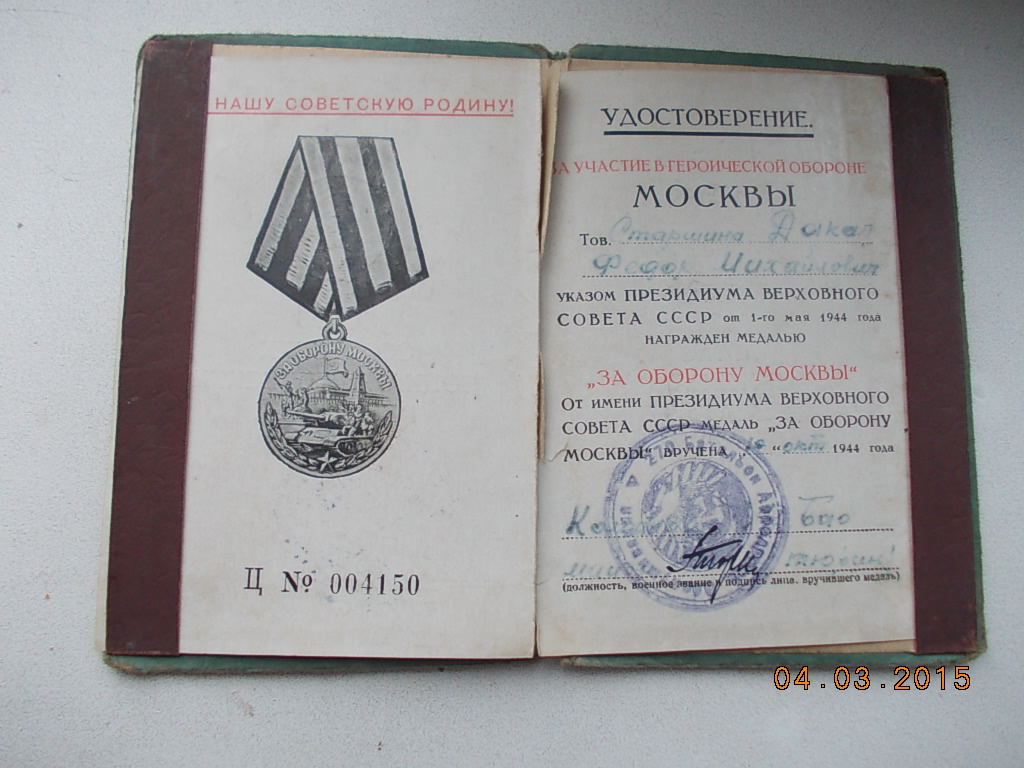 НАШУ СОВЕТСКУЮ РОДИНУ!
ЗА ОБОРОНУ МОСКВЫ
Ц № 004150
УДОСТОВЕРЕНИЕ.
ЗА УЧАСТИЕ В ГЕРОИЧЕСКОЙ ОБОРОНЕ
МОСКВЫ
Тов. Старшина
Федор Михайлович
УКАЗОМ ПРЕЗИДИУМА ВЕРХОВНОГО
СОВЕТА СССР от 1-го мая 1944 года
НАГРАЖДЕН МЕДАЛЬЮ
„ЗА ОБОРОНУ МОСКВЫ“
От имени ПРЕЗИДИУМА ВЕРХОВНОГО
СОВЕТА СССР МЕДАЛЬ „ЗА ОБОРОНУ
МОСКВЫ“ ВРУЧЕНА „ “ окт 1944 года
Бао
(должность, военное звание и подпись лица, вручившего медаль)
04.03.2015